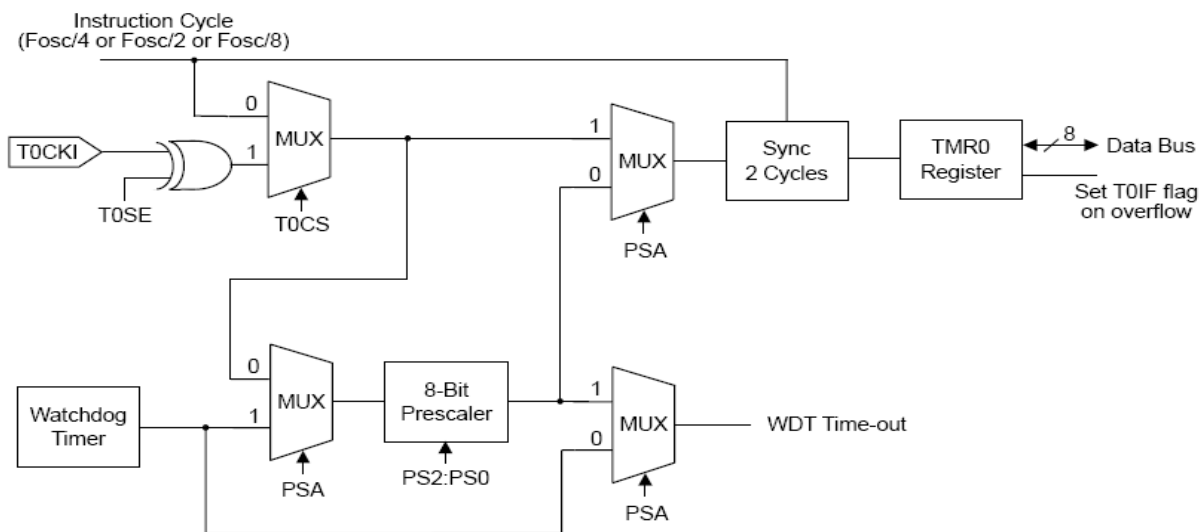 Instruction Cycle
(Fosc/4 or Fosc/2 or Fosc/8)
0
MUX
T0CKI
1
T0SE
T0CS
1
MUX
0
PSA
Sync
2 Cycles
TMR0
Register
8
Data Bus
Set T0IF flag
on overflow
0
MUX
Watchdog
Timer
1
PSA
8-Bit
Prescaler
PS2:PS0
1
MUX
0
PSA
WDT Time-out